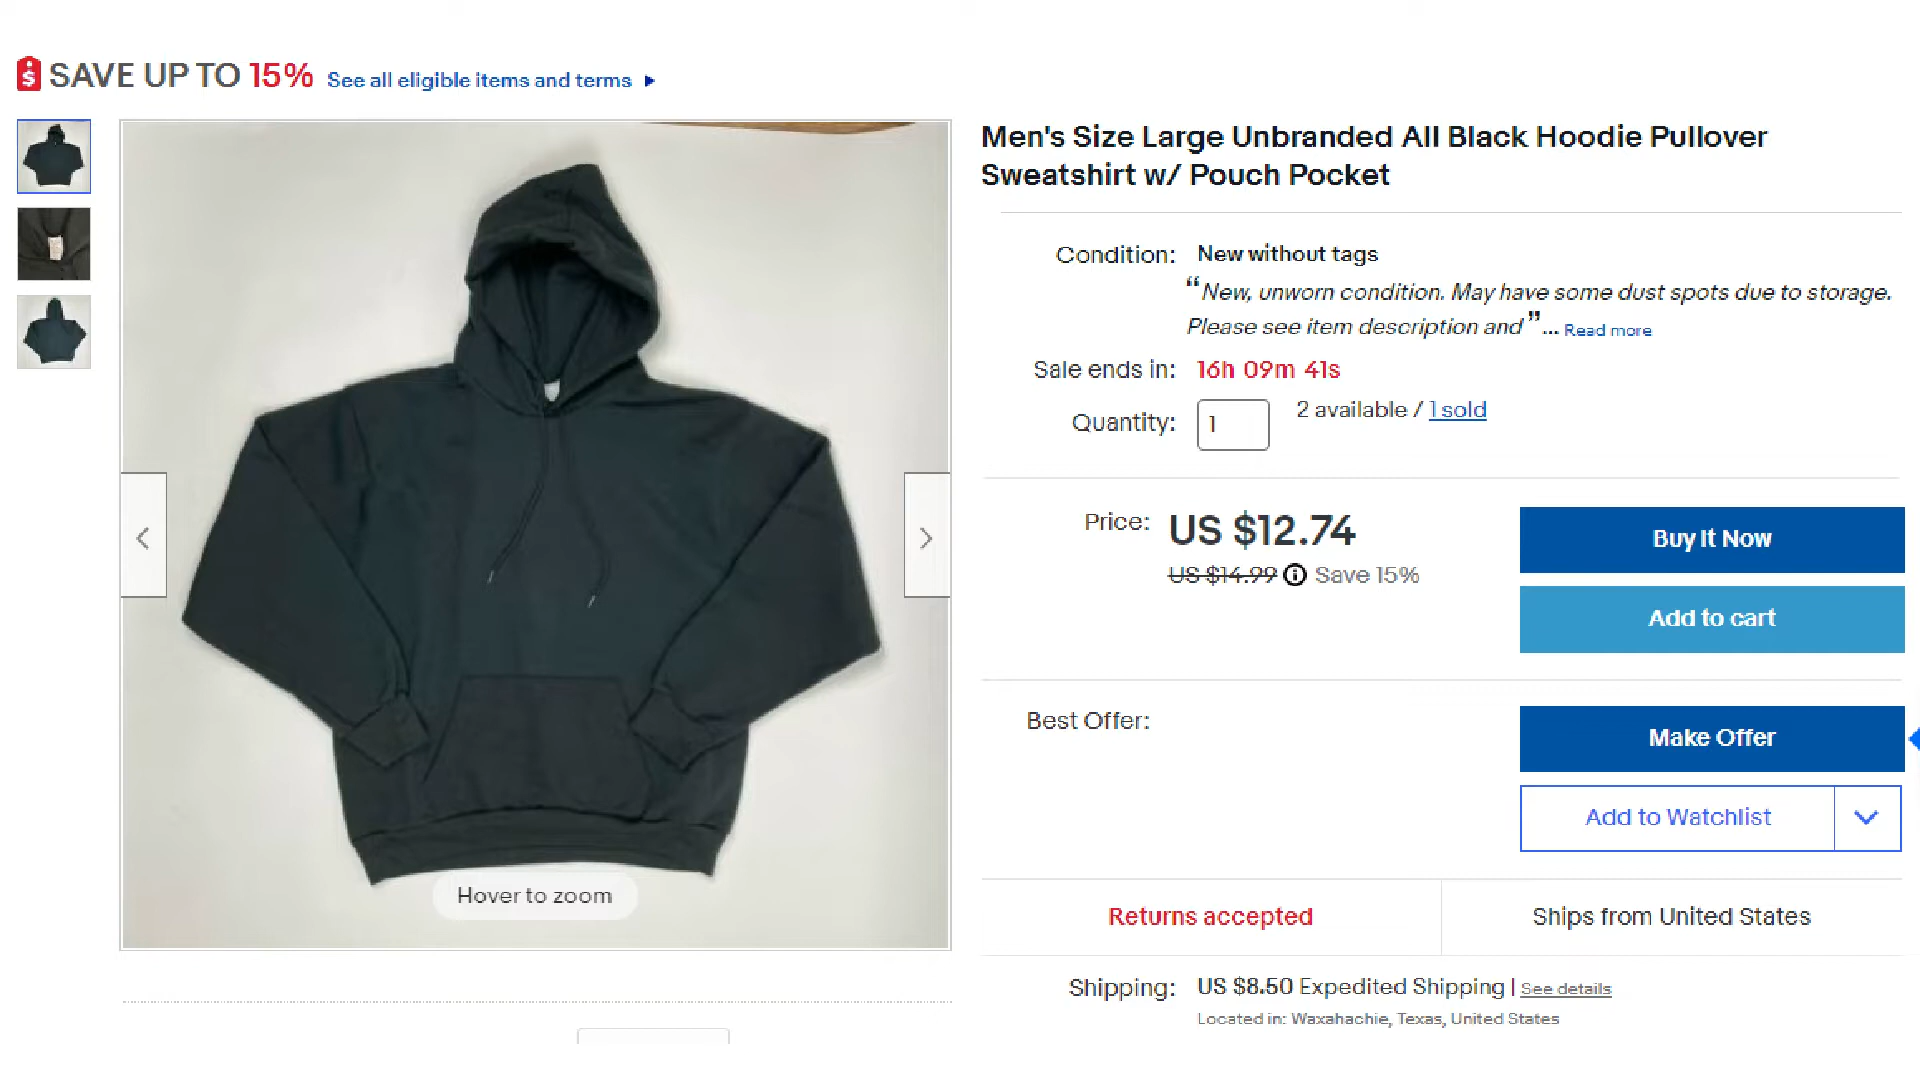 SAVE UP TO 15% See all eligible items and terms
Men's Size Large Unbranded All Black Hoodie Pullover
Sweatshirt w/ Pouch Pocket
Condition: New without tags
“New, unworn condition. May have some dust spots due to storage.
Please see item description and ”... Read more
Sale ends in: 16h 09m 41s
Quantity: 1 2 available / 1 sold
Price: US $12.74
US $14.99 Save 15%
Buy It Now
Add to cart
Best Offer:
Make Offer
Add to Watchlist
Hover to zoom
Returns accepted
Ships from United States
Shipping: US $8.50 Expedited Shipping | See details
Located in: Waxahachie, Texas, United States